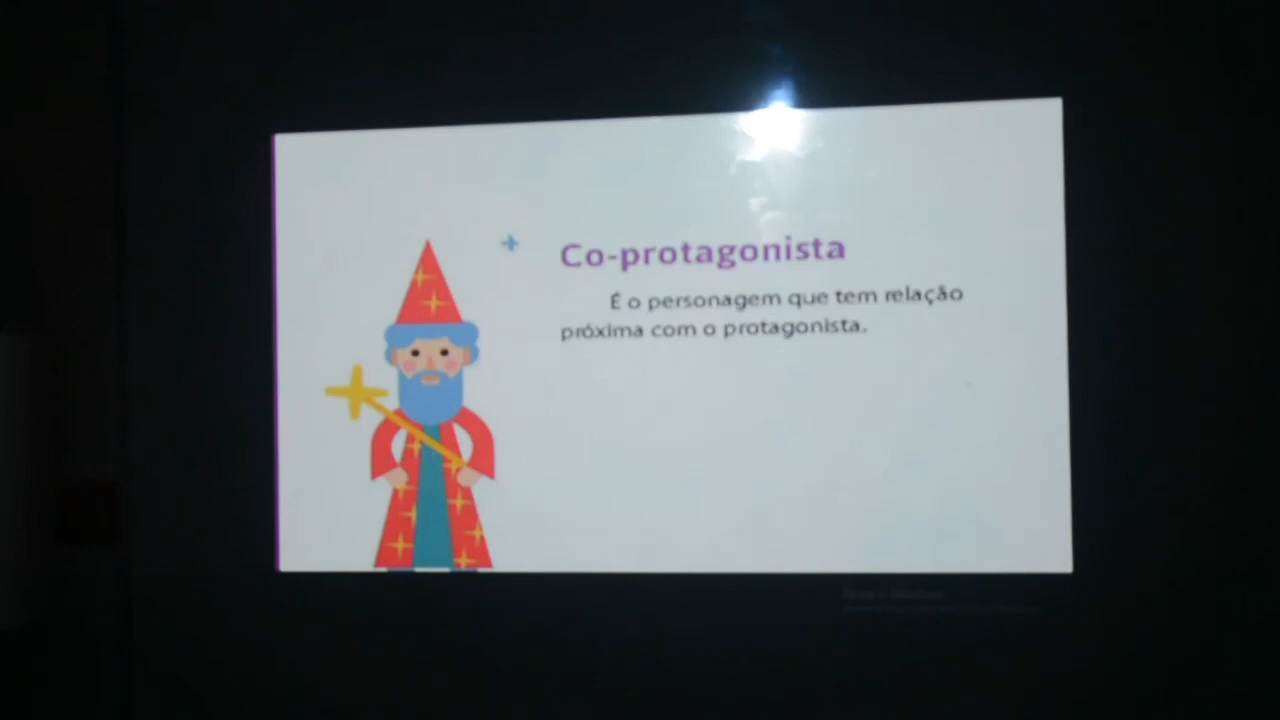 Co-protagonista
É o personagem que tem relação
próxima com o protagonista.